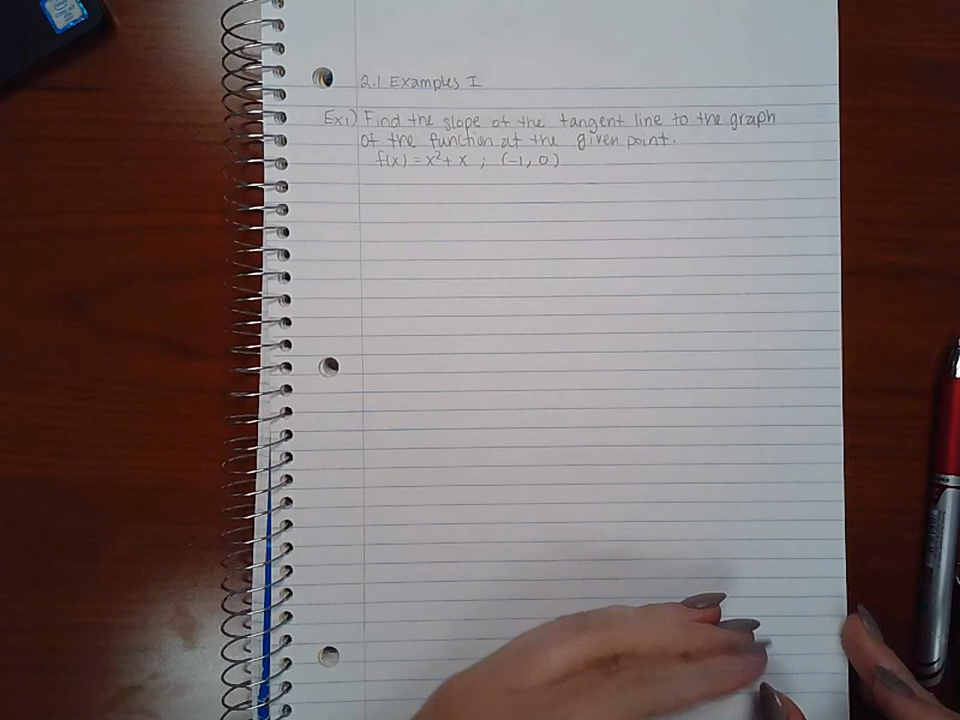 2.1 Examples I
Ex1) Find the slope of the tangent line to the graph
of the function at the given point.
f(x) = x² + x ; (-1, 0)